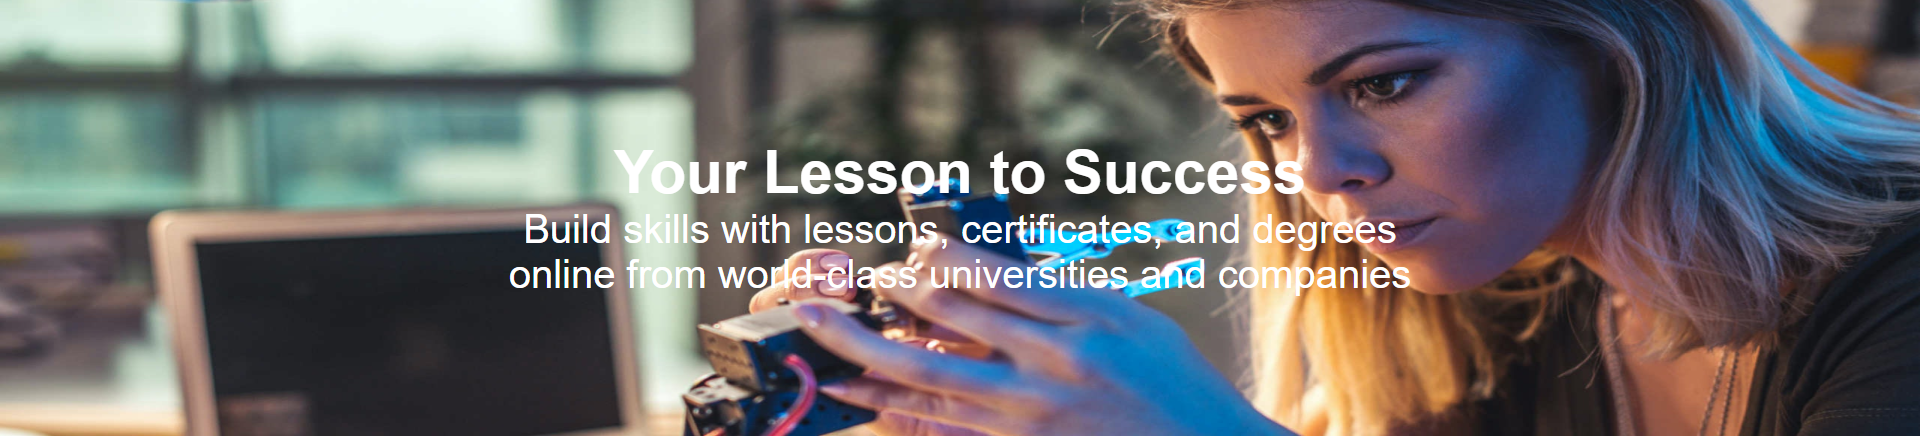 Your Lesson to Success
Build skills with lessons, certificates, and degrees
online from world-class universities and companies